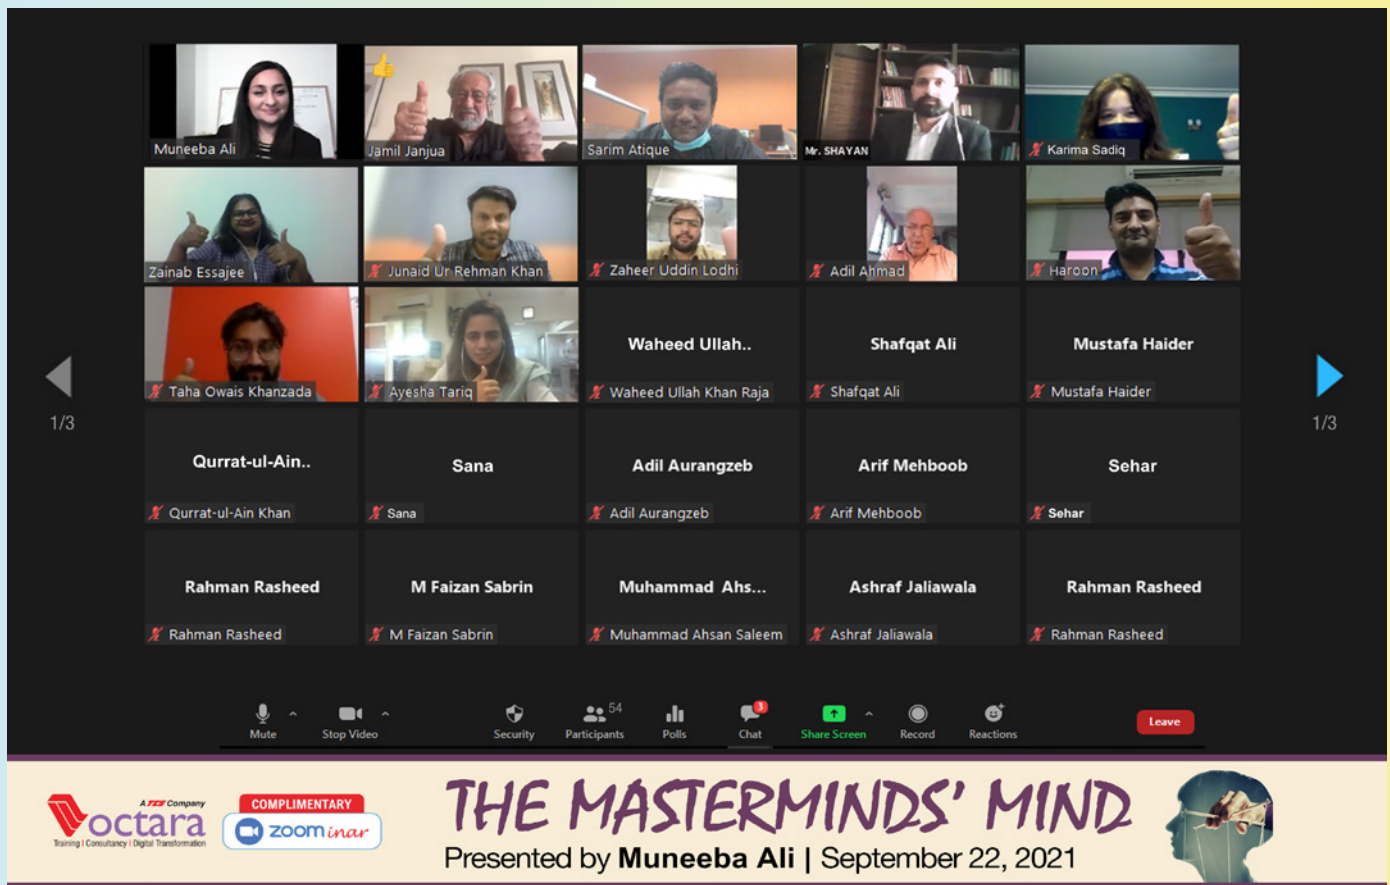 Muneeba Ali
Jamil Janjua
Sarim Atique
Mr. SHAYAN
Karima Sadiq
Zainab Essajee
Junaid Ur Rehman Khan
Zaheer Uddin Lodhi
Adil Ahmad
Haroon
Taha Owais Khanzada
Ayesha Tariq
Waheed Ullah..
Waheed Ullah Khan Raja
Shafqat Ali
Shafqat Ali
Mustafa Haider
Mustafa Haider
1/3
1/3
Qurrat-ul-Ain..
Qurrat-ul-Ain Khan
Sana
Sana
Adil Aurangzeb
Adil Aurangzeb
Arif Mehboob
Arif Mehboob
Sehar
Sehar
Rahman Rasheed
Rahman Rasheed
M Faizan Sabrin
M Faizan Sabrin
Muhammad Ahs...
Muhammad Ahsan Saleem
Ashraf Jaliawala
Ashraf Jaliawala
Rahman Rasheed
Rahman Rasheed
Mute
Stop Video
Security
54
Participants
Polls
3
Chat
Share Screen
Record
Reactions
Leave
A TCS Company
octara
Training | Consultancy | Digital Transformation
COMPLIMENTARY
zoom inar
THE MASTERMINDS' MIND
Presented by Muneeba Ali | September 22, 2021